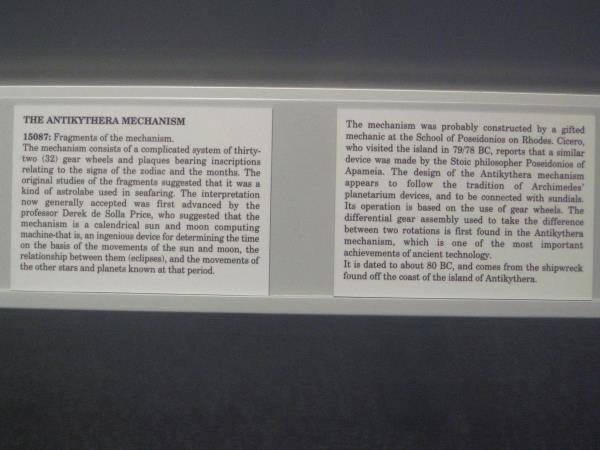 THE ANTIKYTHERA MECHANISM
15087: Fragments of the mechanism.
The mechanism consists of a complicated system of thirty-
two (32) gear wheels and plaques bearing inscriptions
relating to the signs of the zodiac and the months. The
original studies of the fragments suggested that it was a
kind of astrolabe used in seafaring. The interpretation
now generally accepted was first advanced by the
professor Derek de Solla Price, who suggested that the
mechanism is a calendrical sun and moon computing
machine-that is, an ingenious device for determining the time
on the basis of the movements of the sun and moon, the
relationship between them (eclipses), and the movements of
the other stars and planets known at that period.
The mechanism was probably constructed by a gifted
mechanic at the School of Poseidonios on Rhodes. Cicero,
who visited the island in 79/78 BC, reports that a similar
device was made by the Stoic philosopher Poseidonios of
Apameia. The design of the Antikythera mechanism
appears to follow the tradition of Archimedes'
planetarium devices, and to be connected with sundials.
Its operation is based on the use of gear wheels. The
differential gear assembly used to take the difference
between two rotations is first found in the Antikythera
mechanism, which is one of the most important
achievements of ancient technology.
It is dated to about 80 BC, and comes from the shipwreck
found off the coast of the island of Antikythera.